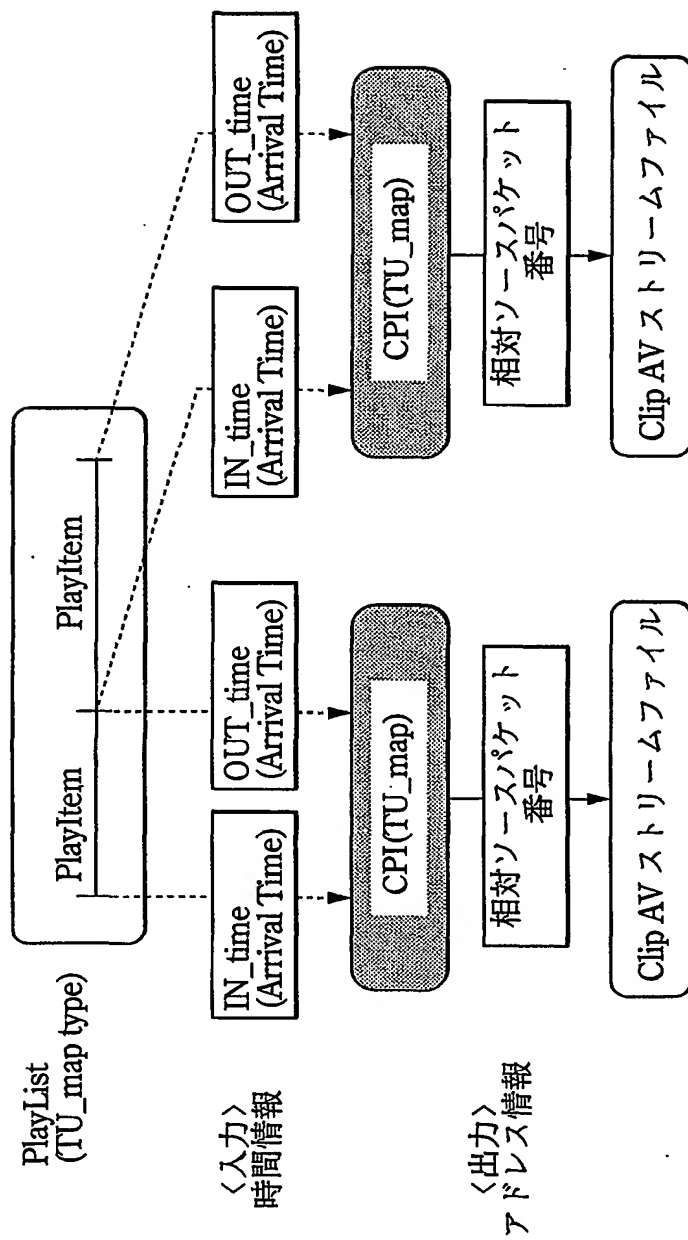 PlayList
(TU_map type)
PlayItem
PlayItem
〈入力〉
時間情報
IN_time
(Arrival Time)
OUT_time
(Arrival Time)
IN_time
(Arrival Time)
OUT_time
(Arrival Time)
CPI(TU_map)
CPI(TU_map)
〈出力〉
アドレス情報
相対ソースパケット
番号
相対ソースパケット
番号
Clip AVストリームファイル
Clip AVストリームファイル